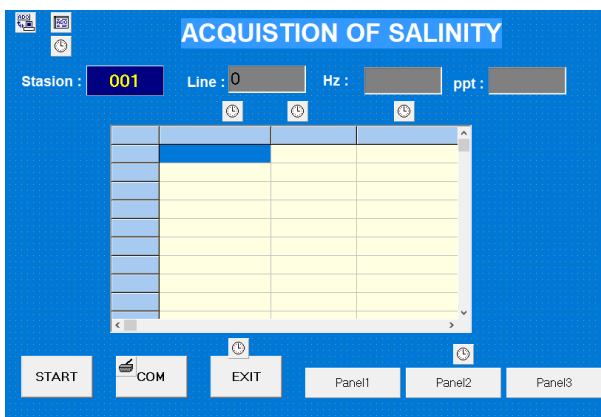 ACQUISTION OF SALINITY
Stasion : 001 Line : 0 Hz : ppt :
START COM EXIT Panel1 Panel2 Panel3